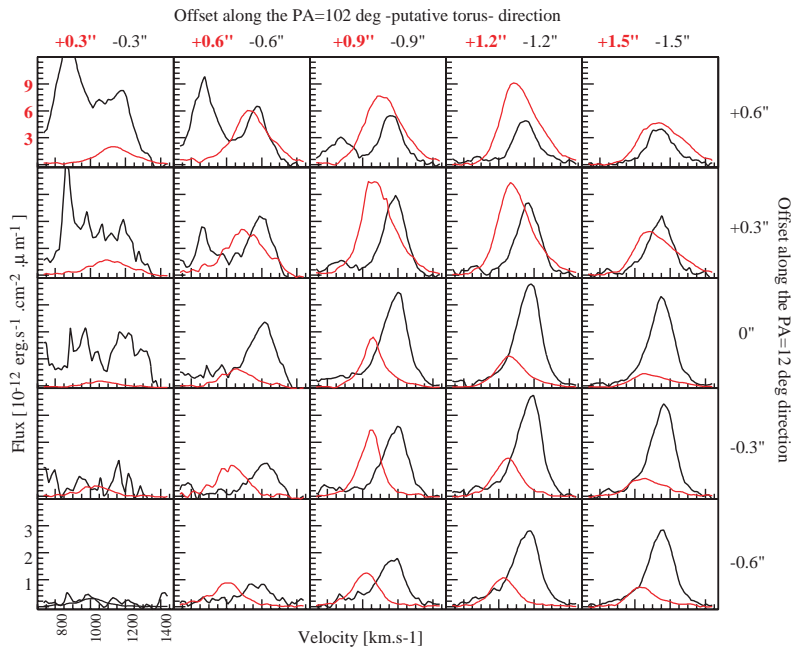 Offset along the PA=102 deg -putative torus- direction
+0.3'' -0.3'' +0.6'' -0.6'' +0.9'' -0.9'' +1.2'' -1.2'' +1.5'' -1.5''
9
6
3
+0.6"
+0.3"
0"
-0.3"
-0.6"
Offset along the PA=12 deg direction
Flux [ 10⁻¹² erg.s⁻¹ .cm⁻² .μ m⁻¹ ]
3
2
1
800 1000 1200 1400
Velocity [km.s-1]